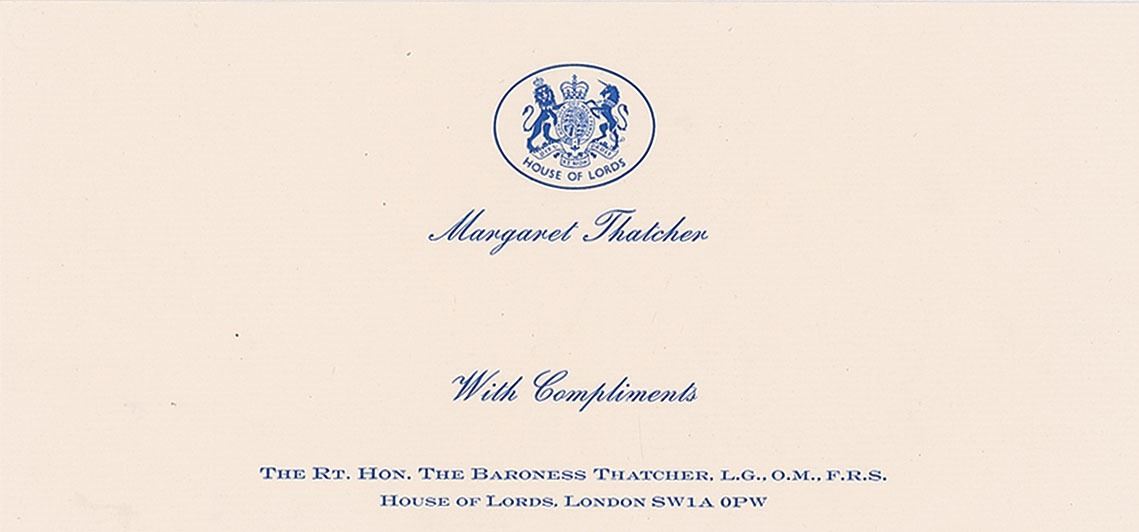 HOUSE OF LORDS
Margaret Thatcher
With Compliments
THE RT. HON. THE BARONESS THATCHER, L.G., O.M., F.R.S.
HOUSE OF LORDS, LONDON SW1A 0PW